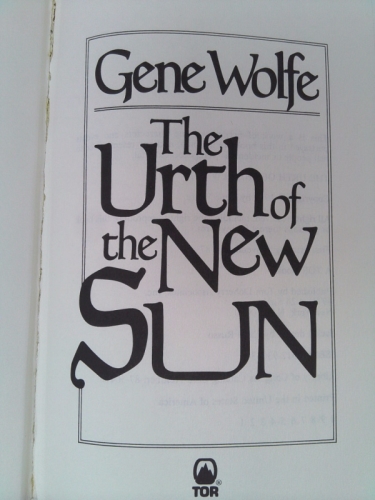 Gene Wolfe
The
Urth of
the New
SUN
TOR®